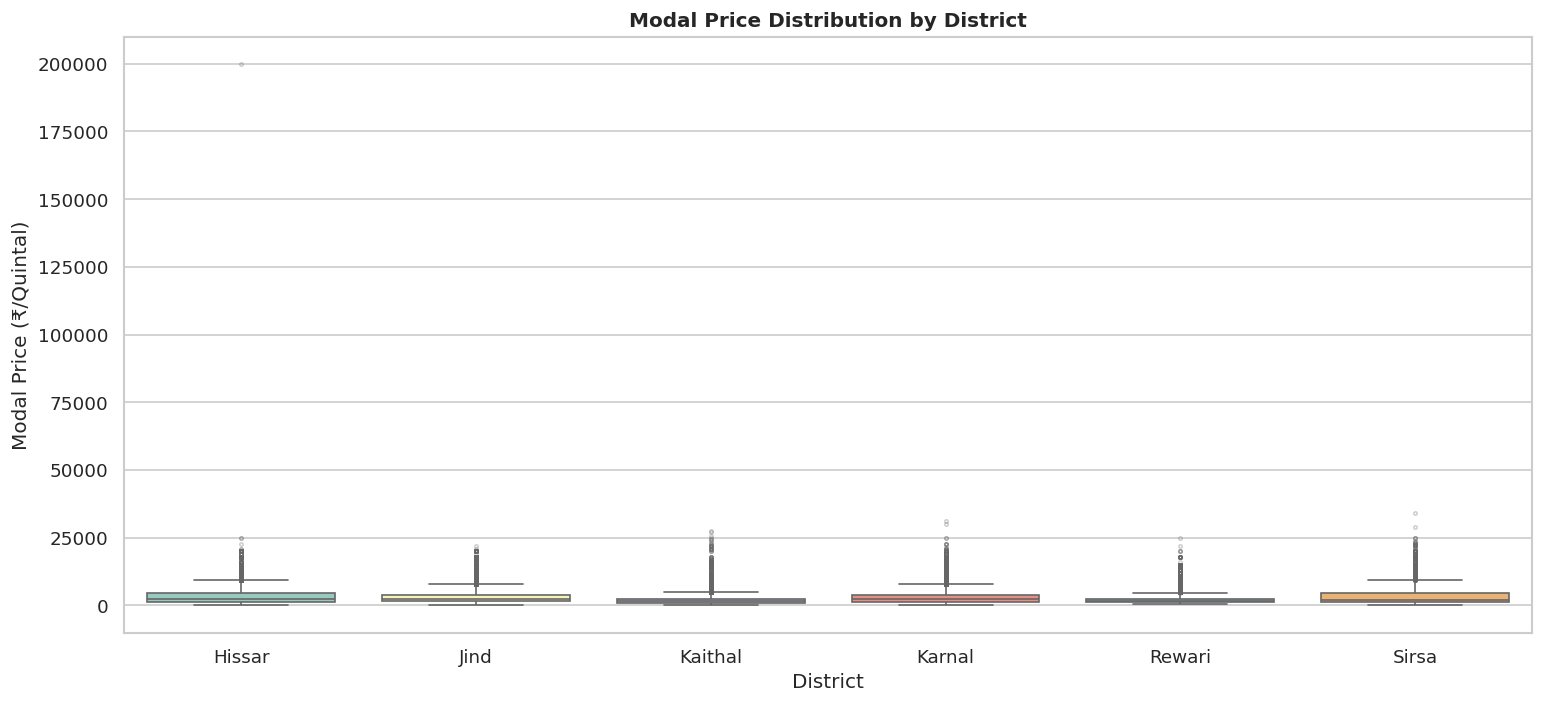 Modal Price Distribution by District
Modal Price (₹/Quintal)
200000
175000
150000
125000
100000
75000
50000
25000
0
Hissar Jind Kaithal Karnal Rewari Sirsa
District